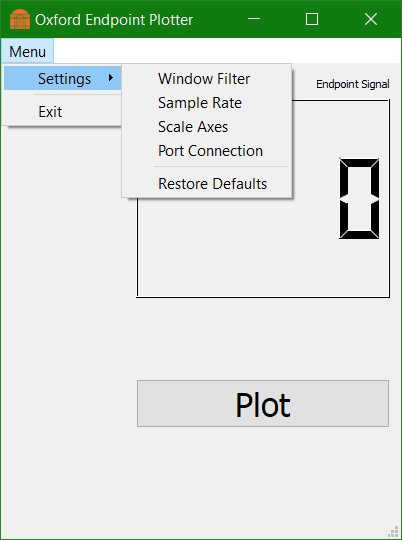 Oxford Endpoint Plotter
Menu
Settings
Exit
Window Filter
Sample Rate
Scale Axes
Port Connection
Restore Defaults
Endpoint Signal
0
Plot